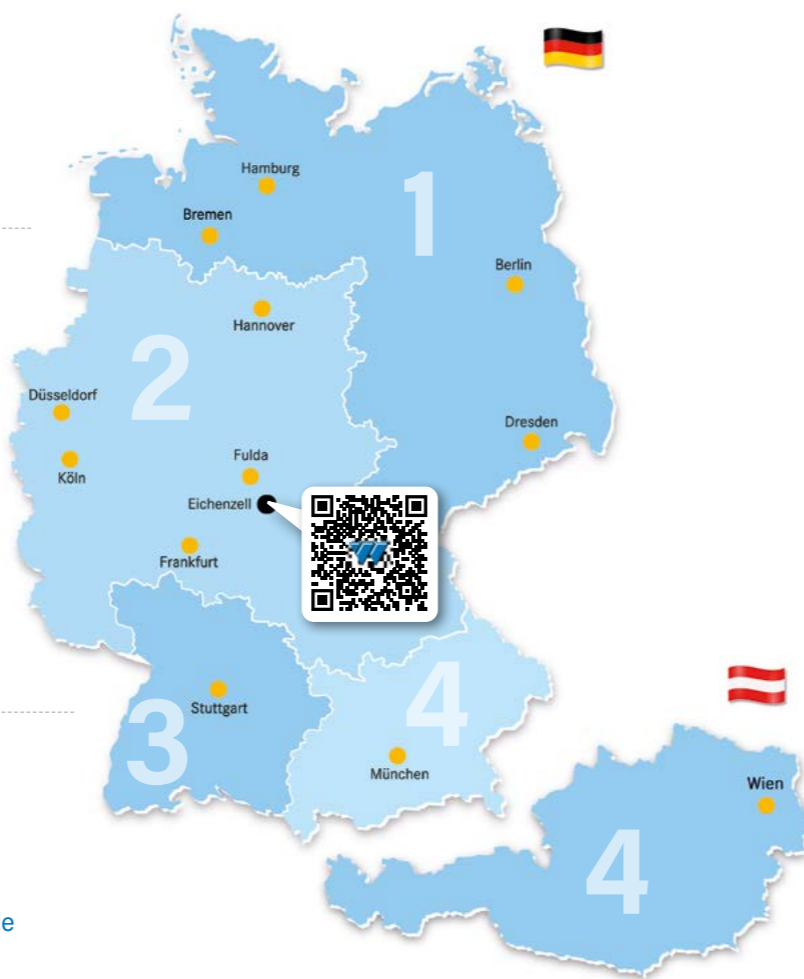 Hamburg
1
Bremen
Berlin
Hannover
2
Düsseldorf
Dresden
Fulda
Köln
Eichenzell
Frankfurt
4
Stuttgart
3
München
Wien
4
e